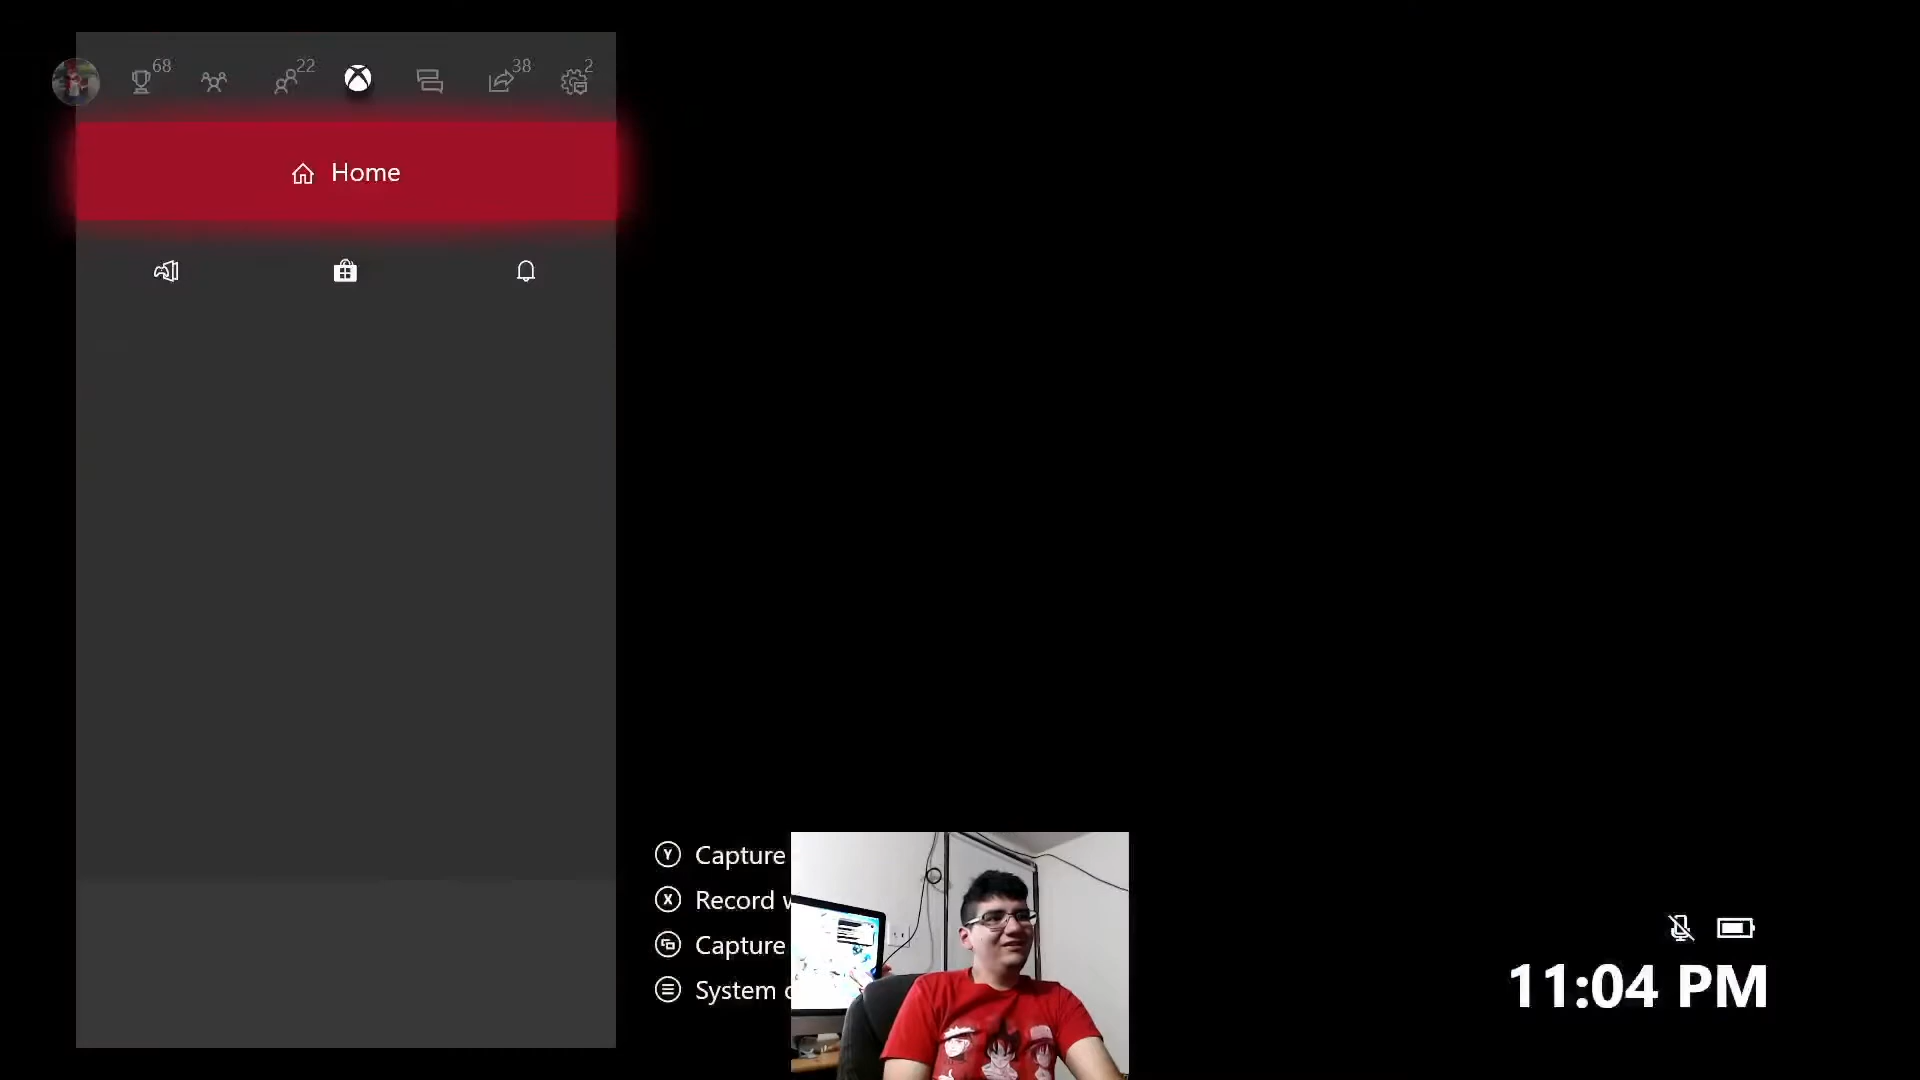 68
22
38
2
Home
Y Capture
X Record
Capture
System
11:04 PM